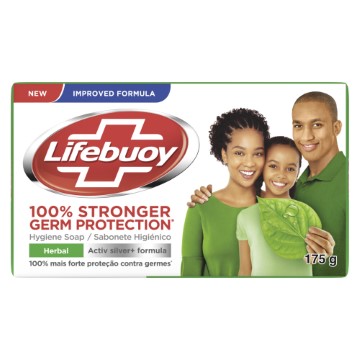 NEW
IMPROVED FORMULA
Lifebuoy
100% STRONGER
GERM PROTECTION*
Hygiene Soap / Sabonete Higiénico
Herbal
Activ silver+ formula
100% mais forte proteção contra germes*
175 g